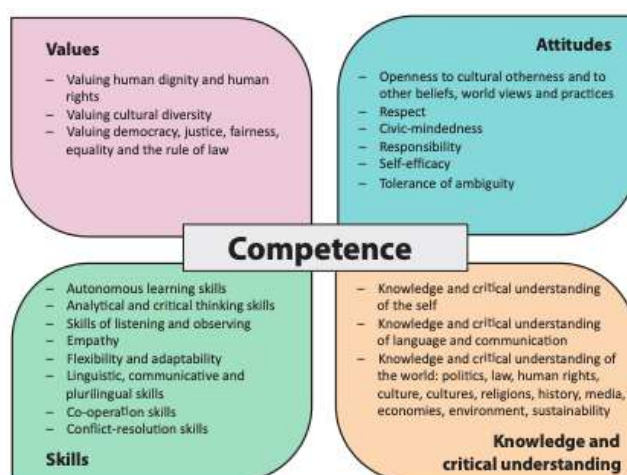 Values
– Valuing human dignity and human
rights
– Valuing cultural diversity
– Valuing democracy, justice, fairness,
equality and the rule of law
Attitudes
– Openness to cultural otherness and to
other beliefs, world views and practices
– Respect
– Civic-mindedness
– Responsibility
– Self-efficacy
– Tolerance of ambiguity
Competence
– Autonomous learning skills
– Analytical and critical thinking skills
– Skills of listening and observing
– Empathy
– Flexibility and adaptability
– Linguistic, communicative and
plurilingual skills
– Co-operation skills
– Conflict-resolution skills
Skills
– Knowledge and critical understanding
of the self
– Knowledge and critical understanding
of language and communication
– Knowledge and critical understanding of
the world: politics, law, human rights,
culture, cultures, religions, history, media,
economies, environment, sustainability
Knowledge and
critical understanding